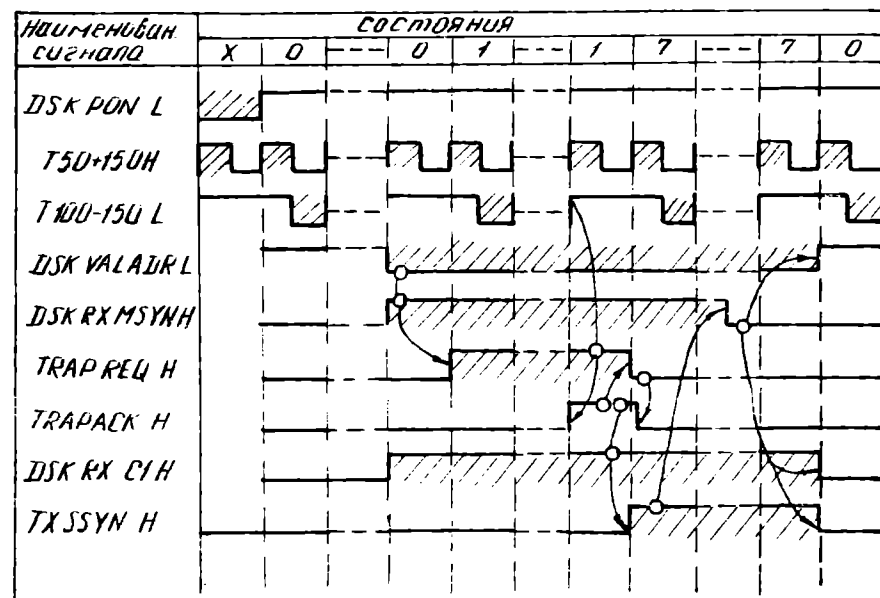 Наименован. состояния
сигнала X 0 0 1 1 7 7 0
DSK PON L
T50+150H
T100-150 L
DSK VALADR L
DSK RX MSYN H
TRAP REQ H
TRAPACK H
DSK RX C1 H
TX SSYN H